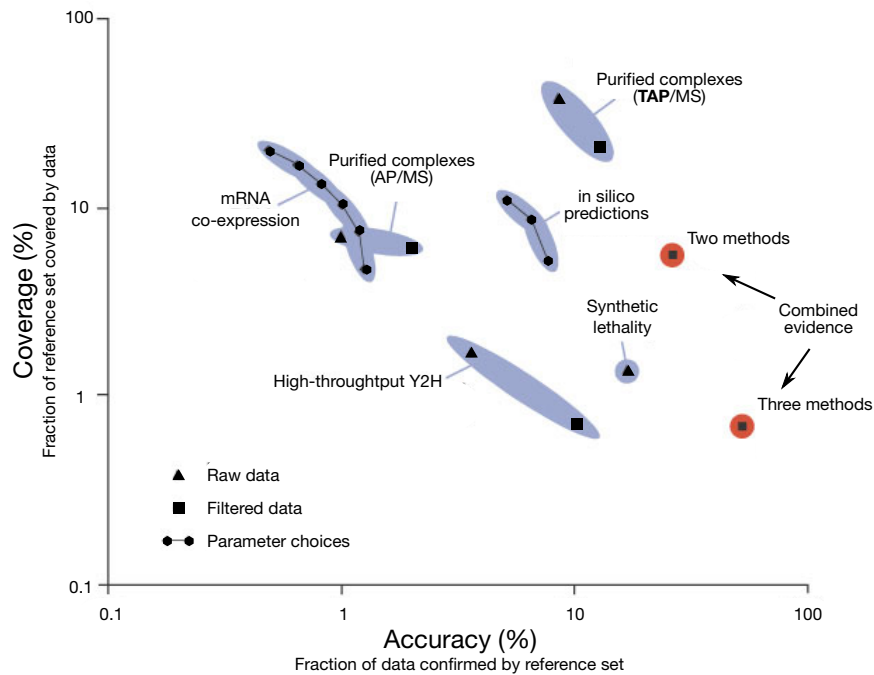 100
10
1
0.1
0.1
1
10
100
Coverage (%)
Fraction of reference set covered by data
Accuracy (%)
Fraction of data confirmed by reference set
Purified complexes
(TAP/MS)
Purified complexes
(AP/MS)
mRNA
co-expression
in silico
predictions
Two methods
Synthetic
lethality
Combined
evidence
High-throughtput Y2H
Three methods
Raw data
Filtered data
Parameter choices